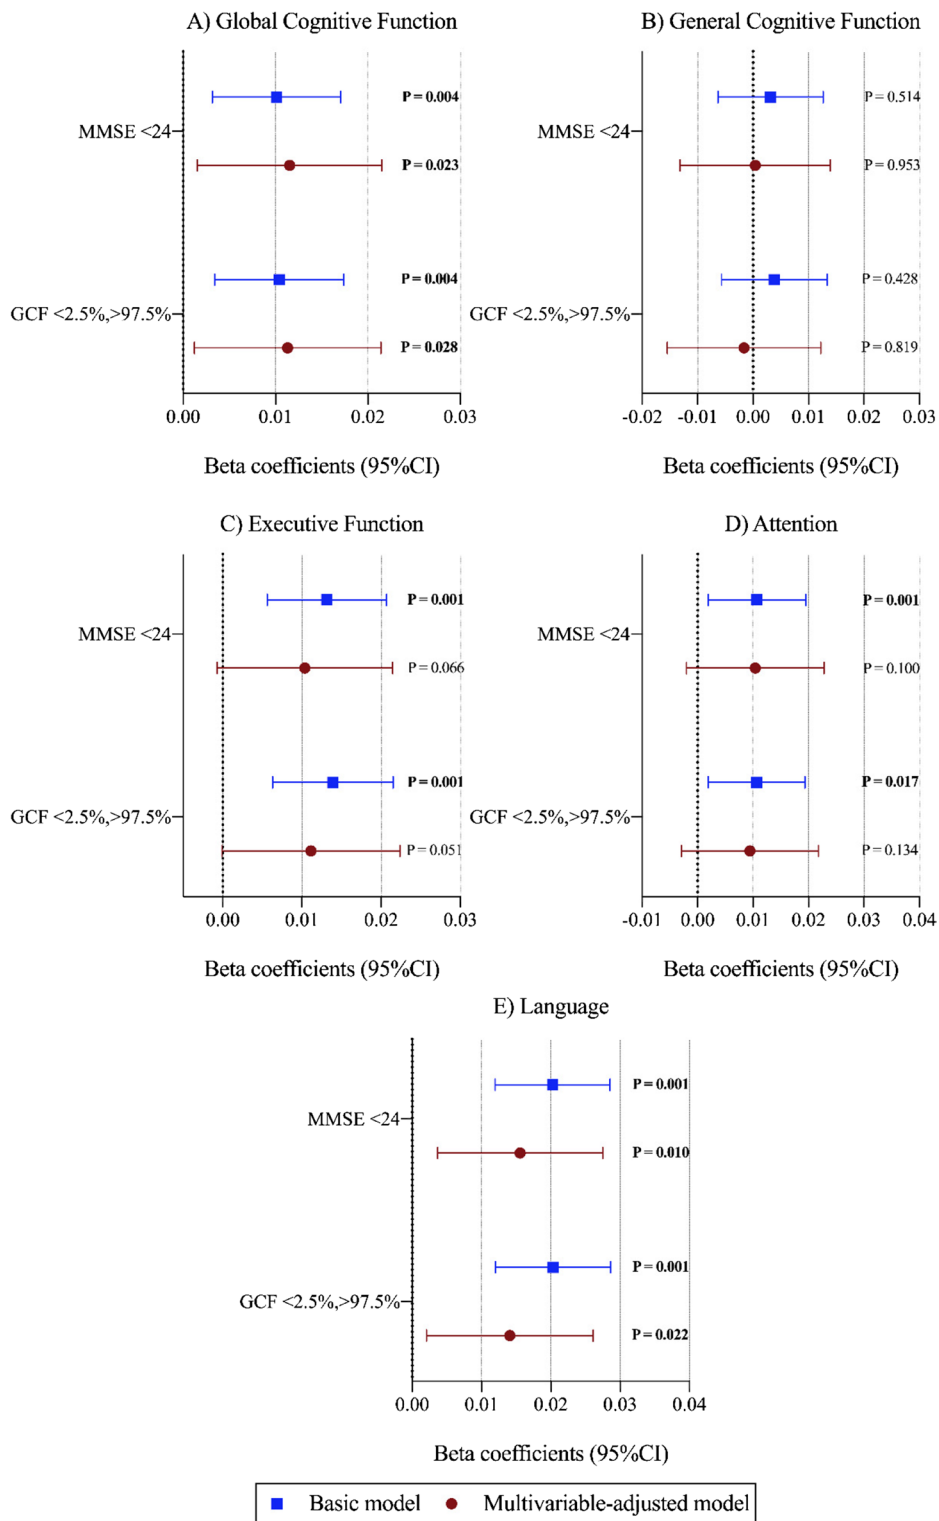 A) Global Cognitive Function
P = 0.004
MMSE <24
P = 0.023
P = 0.004
GCF <2.5%,>97.5%
P = 0.028
0.00 0.01 0.02 0.03
Beta coefficients (95%CI)
B) General Cognitive Function
P = 0.514
MMSE <24
P = 0.953
P = 0.428
GCF <2.5%,>97.5%
P = 0.819
-0.02 -0.01 0.00 0.01 0.02 0.03
Beta coefficients (95%CI)
C) Executive Function
P = 0.001
MMSE <24
P = 0.066
P = 0.001
GCF <2.5%,>97.5%
P = 0.051
0.00 0.01 0.02 0.03
Beta coefficients (95%CI)
D) Attention
P = 0.001
MMSE <24
P = 0.100
P = 0.017
GCF <2.5%,>97.5%
P = 0.134
-0.01 0.00 0.01 0.02 0.03 0.04
Beta coefficients (95%CI)
E) Language
P = 0.001
MMSE <24
P = 0.010
P = 0.001
GCF <2.5%,>97.5%
P = 0.022
0.00 0.01 0.02 0.03 0.04
Beta coefficients (95%CI)
Basic model Multivariable-adjusted model